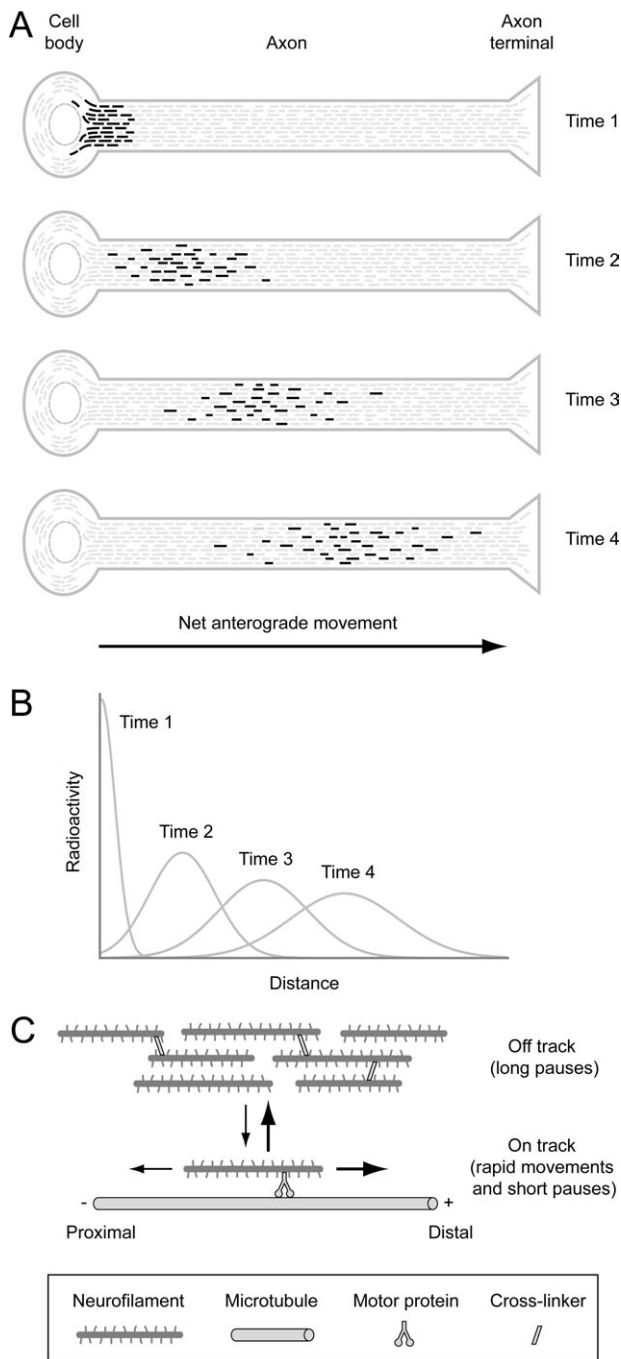 A
Cell
body
Axon
Axon
terminal
Time 1
Time 2
Time 3
Time 4
Net anterograde movement
B
Time 1
Time 2
Time 3
Time 4
Radioactivity
Distance
C
Off track
(long pauses)
On track
(rapid movements
and short pauses)
- +
Proximal Distal
Neurofilament Microtubule Motor protein Cross-linker